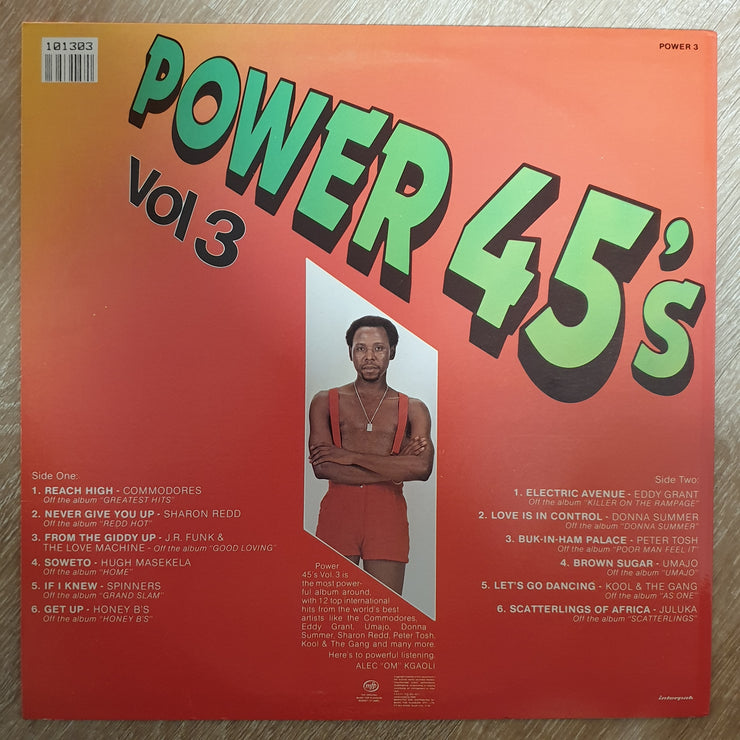 101303
POWER 3
POWER 45's
Vol 3
Side One:
1. REACH HIGH - COMMODORES
Off the album "GREATEST HITS"
2. NEVER GIVE YOU UP - SHARON REDD
Off the album "REDD HOT"
3. FROM THE GIDDY UP - J.R. FUNK &
THE LOVE MACHINE - Off the album "GOOD LOVING"
4. SOWETO - HUGH MASEKELA
Off the album "HOME"
5. IF I KNEW - SPINNERS
Off the album "GRAND SLAM"
6. GET UP - HONEY B'S
Off the album "HONEY B'S"
Power
45's Vol. 3 is
the most power-
ful album around,
with 12 top international
hits from the world's best
artists like the Commodores,
Eddy Grant, Umajo, Donna
Summer, Sharon Redd, Peter Tosh,
Kool & The Gang and many more.
Here's to powerful listening.
ALEC "OM" KGAOLI
mfp
Side Two:
1. ELECTRIC AVENUE - EDDY GRANT
Off the album "KILLER ON THE RAMPAGE"
2. LOVE IS IN CONTROL - DONNA SUMMER
Off the album "DONNA SUMMER"
3. BUK-IN-HAM PALACE - PETER TOSH
Off the album "POOR MAN FEEL IT"
4. BROWN SUGAR - UMAJO
Off the album "UMAJO"
5. LET'S GO DANCING - KOOL & THE GANG
Off the album "AS ONE"
6. SCATTERLINGS OF AFRICA - JULUKA
Off the album "SCATTERLINGS"
interpak